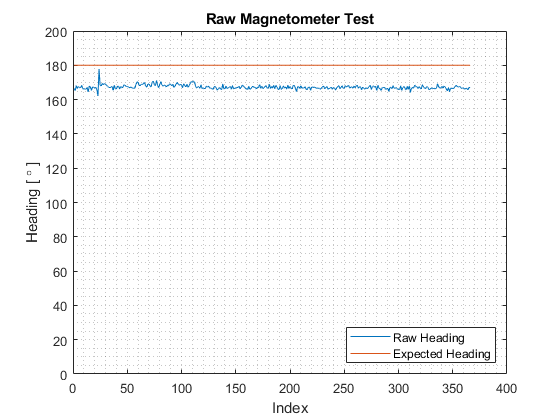 Raw Magnetometer Test
Heading [ ° ]
200
180
160
140
120
100
80
60
40
20
0
0 50 100 150 200 250 300 350 400
Index
Raw Heading
Expected Heading